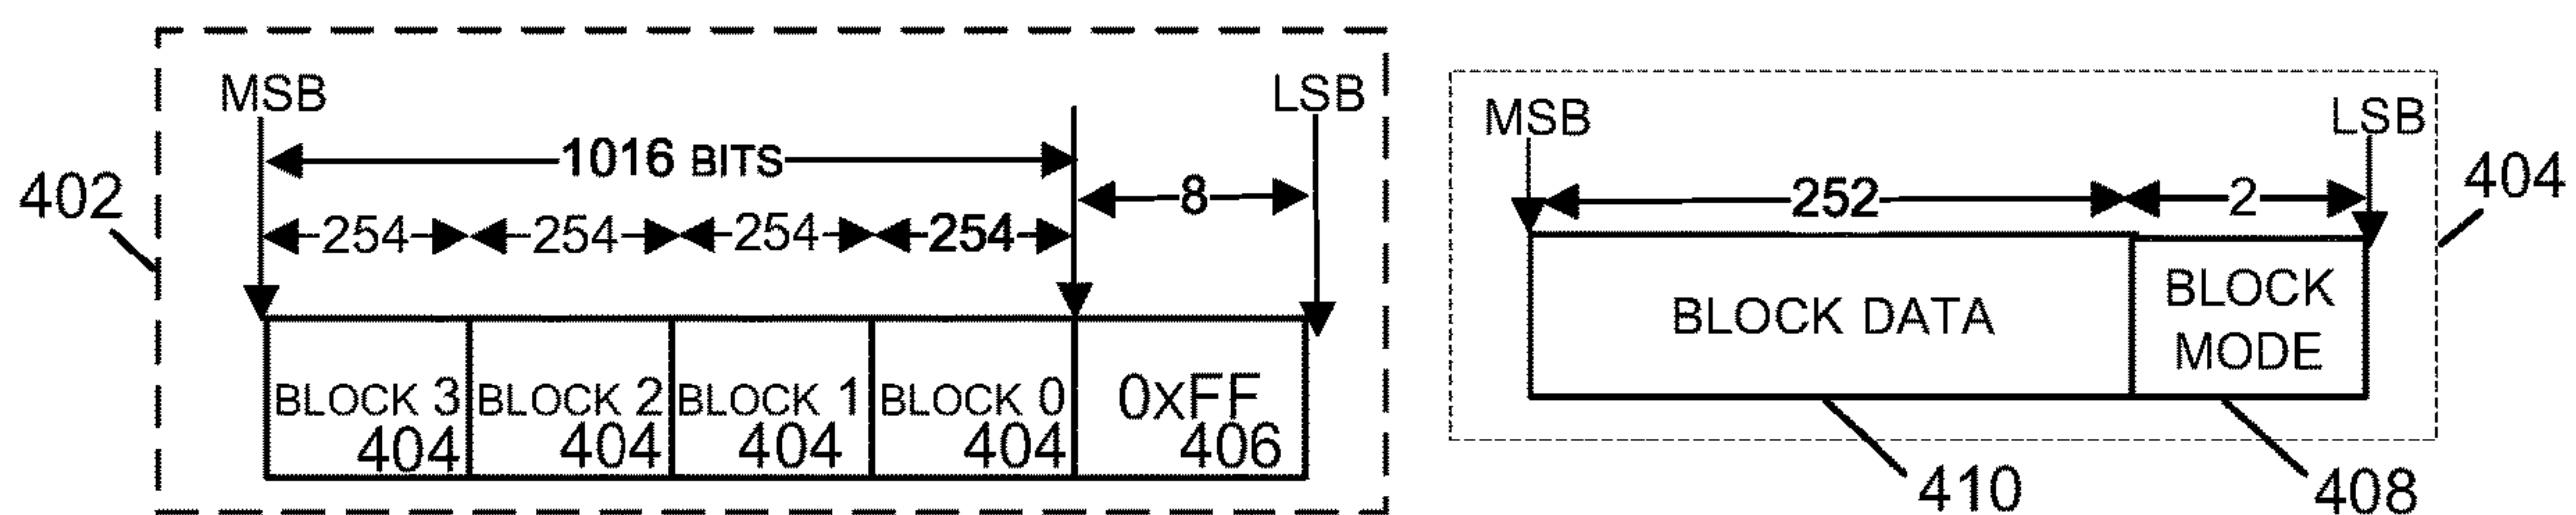 MSB
LSB
1016 BITS
8
402
254 254 254 254
BLOCK 3 BLOCK 2 BLOCK 1 BLOCK 0 0xFF
404 404 404 404 406
MSB
LSB
252 2
404
BLOCK DATA
BLOCK
MODE
410
408